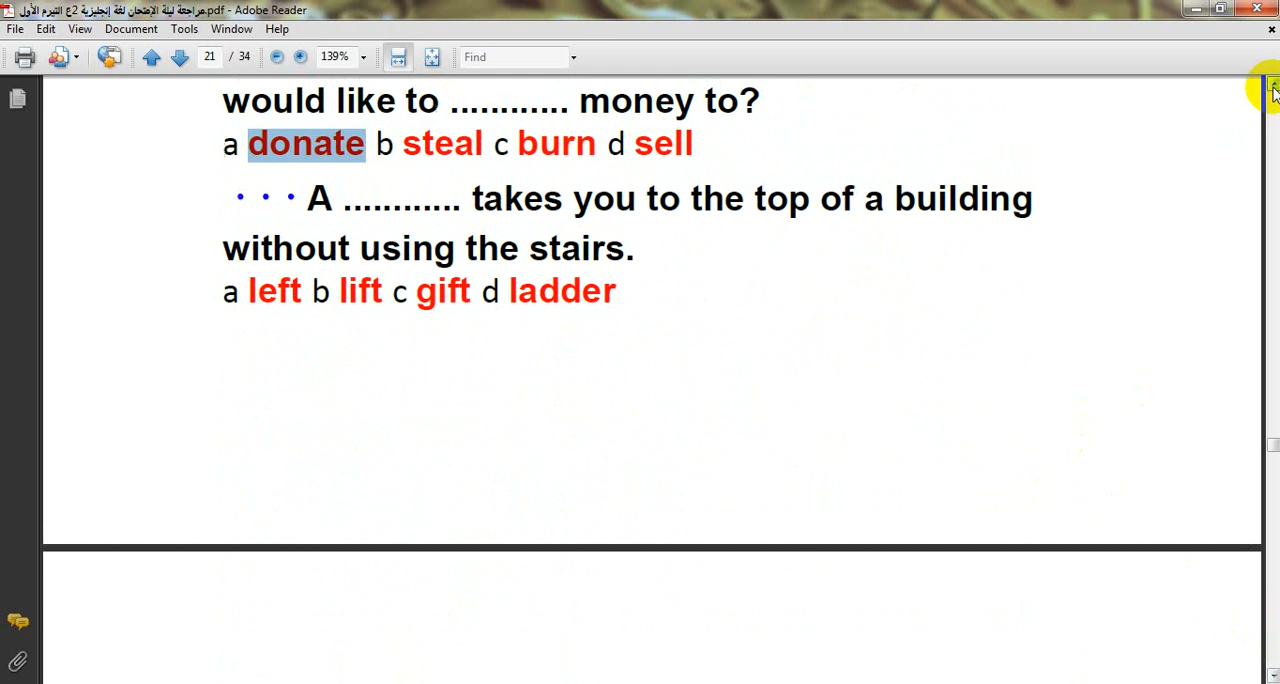 مراجعة ليلة الإمتحان لغة إنجليزية 2ع التيرم الأول.pdf - Adobe Reader
File Edit View Document Tools Window Help
21 / 34 139% Find
would like to ............ money to?
a donate b steal c burn d sell
• • • A ............ takes you to the top of a building
without using the stairs.
a left b lift c gift d ladder